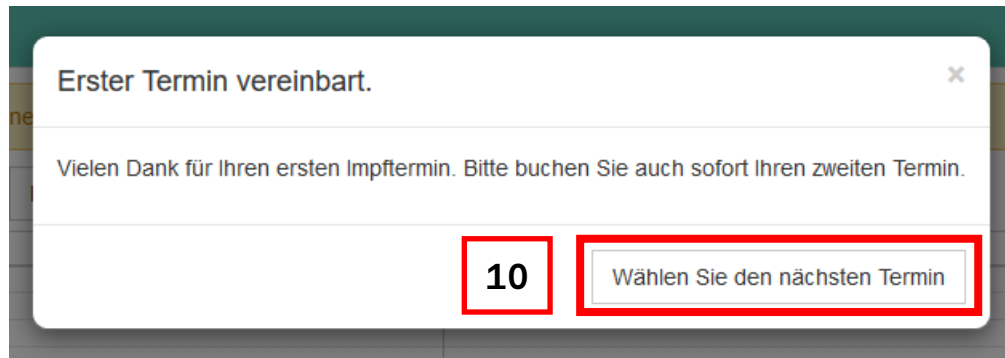 Erster Termin vereinbart.
×
ne
Vielen Dank für Ihren ersten Impftermin. Bitte buchen Sie auch sofort Ihren zweiten Termin.
10
Wählen Sie den nächsten Termin